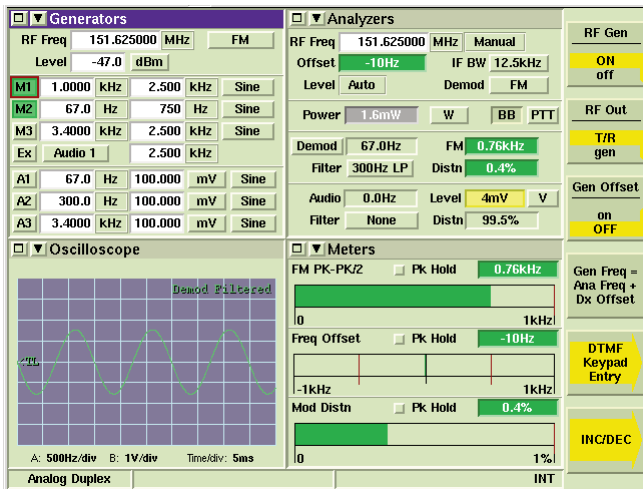 Generators
RF Freq 151.625000 MHz FM
Level -47.0 dBm
M1 1.0000 kHz 2.500 kHz Sine
M2 67.0 Hz 750 Hz Sine
M3 3.4000 kHz 2.500 kHz Sine
Ex Audio 1 2.500 kHz
A1 67.0 Hz 100.000 mV Sine
A2 300.0 Hz 100.000 mV Sine
A3 3.4000 kHz 100.000 mV Sine
Analyzers
RF Freq 151.625000 MHz Manual
Offset -10Hz IF BW 12.5kHz
Level Auto Demod FM
Power 1.6mW W BB PTT
Demod 67.0Hz FM 0.76kHz
Filter 300Hz LP Distn 0.4%
Audio 0.0Hz Level 4mV V
Filter None Distn 99.5%
Oscilloscope
Demod Filtered
<TL
A: 500Hz/div B: 1V/div Time/div: 5ms
Meters
FM PK-PK/2 Pk Hold 0.76kHz
0 1kHz
Freq Offset Pk Hold -10Hz
-1kHz 1kHz
Mod Distn Pk Hold 0.4%
0 1%
RF Gen
ON
off
RF Out
T/R
gen
Gen Offset
on
OFF
Gen Freq =
Ana Freq +
Dx Offset
DTMF
Keypad
Entry
INC/DEC
Analog Duplex INT